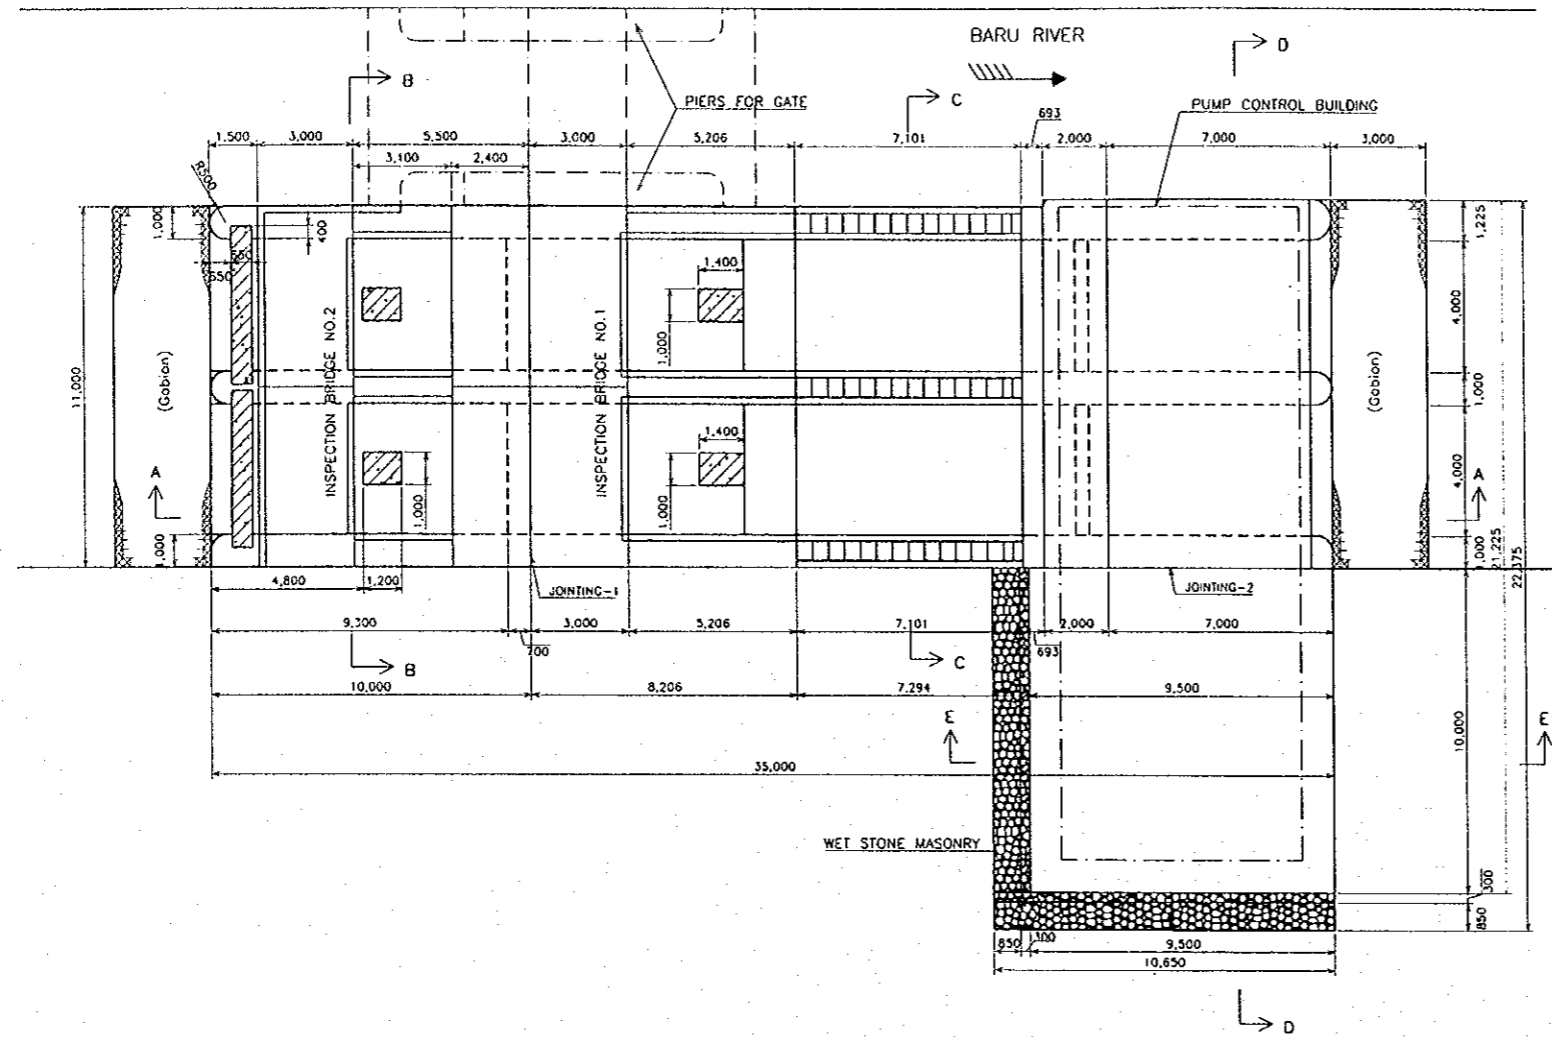 BARU RIVER
D
B
PIERS FOR GATE
C
PUMP CONTROL BUILDING
693
1,500
3,000
5,500
3,000
5,206
7,101
2,000
7,000
3,000
3,100
2,400
R500
1,000
400
550
1,225
1,400
1,000
4,000
INSPECTION BRIDGE NO.2
INSPECTION BRIDGE NO.1
11,000
(Gabion)
(Gabion)
1,000
1,400
1,000
1,000
4,000
A
A
1,000
1,000
21,225
22,375
4,800
1,200
JOINTING-1
JOINTING-2
9,300
700
3,000
5,206
7,101
693
2,000
7,000
B
C
10,000
8,206
7,294
9,500
E
E
10,000
35,000
WET STONE MASONRY
300
850
850
300
9,500
10,650
D